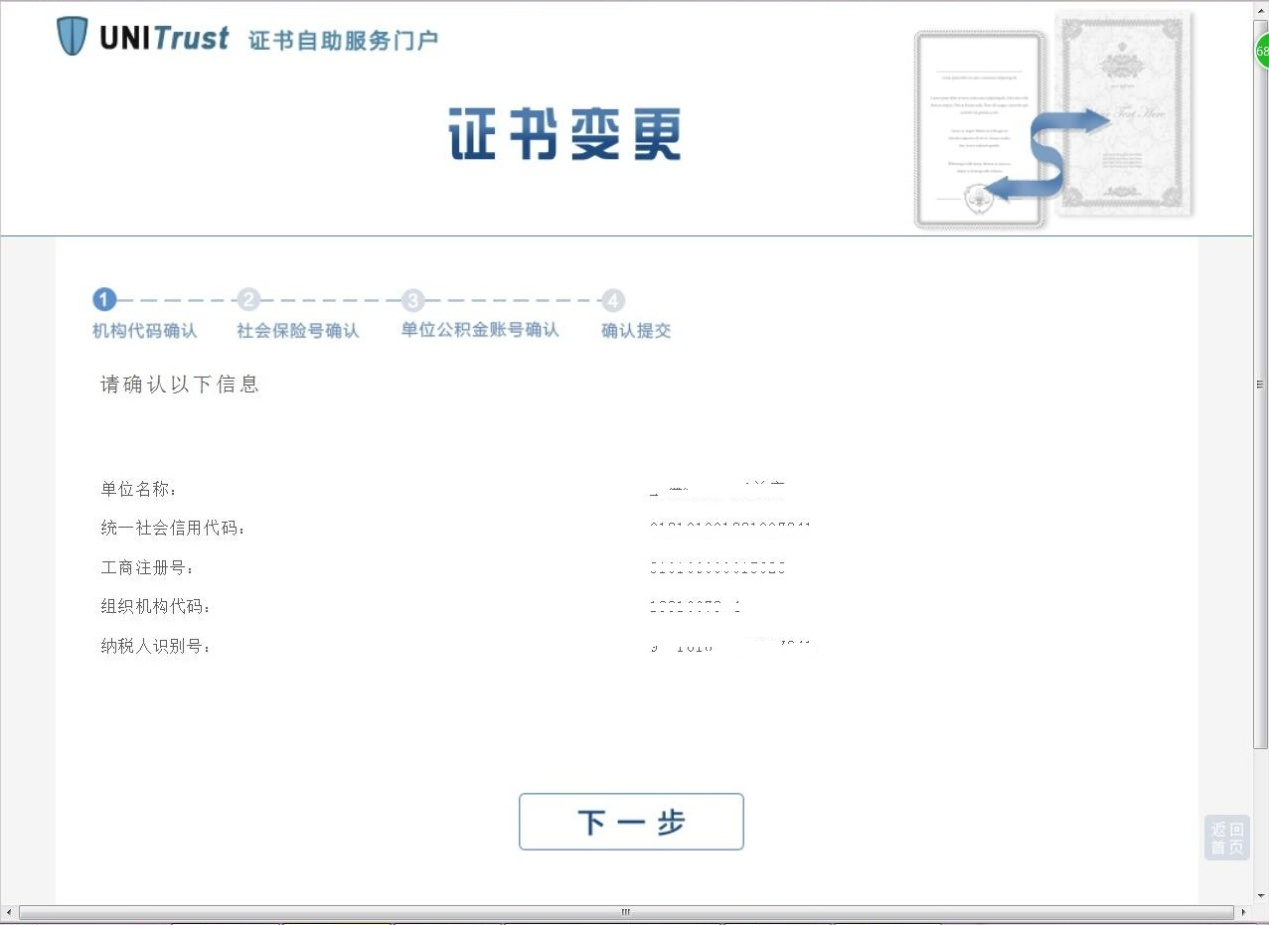 UNITrust 证书自助服务门户
证书变更
68
1 2 3 4
机构代码确认 社会保险号确认 单位公积金账号确认 确认提交
请确认以下信息
单位名称：
统一社会信用代码：
工商注册号：
组织机构代码：
纳税人识别号：
下一步
返回
首页